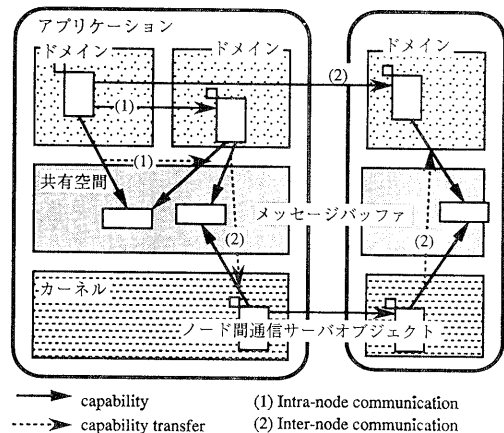 アプリケーション
ドメイン
ドメイン
ドメイン
(2)
(1)
(1)
共有空間
メッセージバッファ
(2)
(2)
カーネル
ノード間通信サーバオブジェクト
capability
(1) Intra-node communication
capability transfer
(2) Inter-node communication